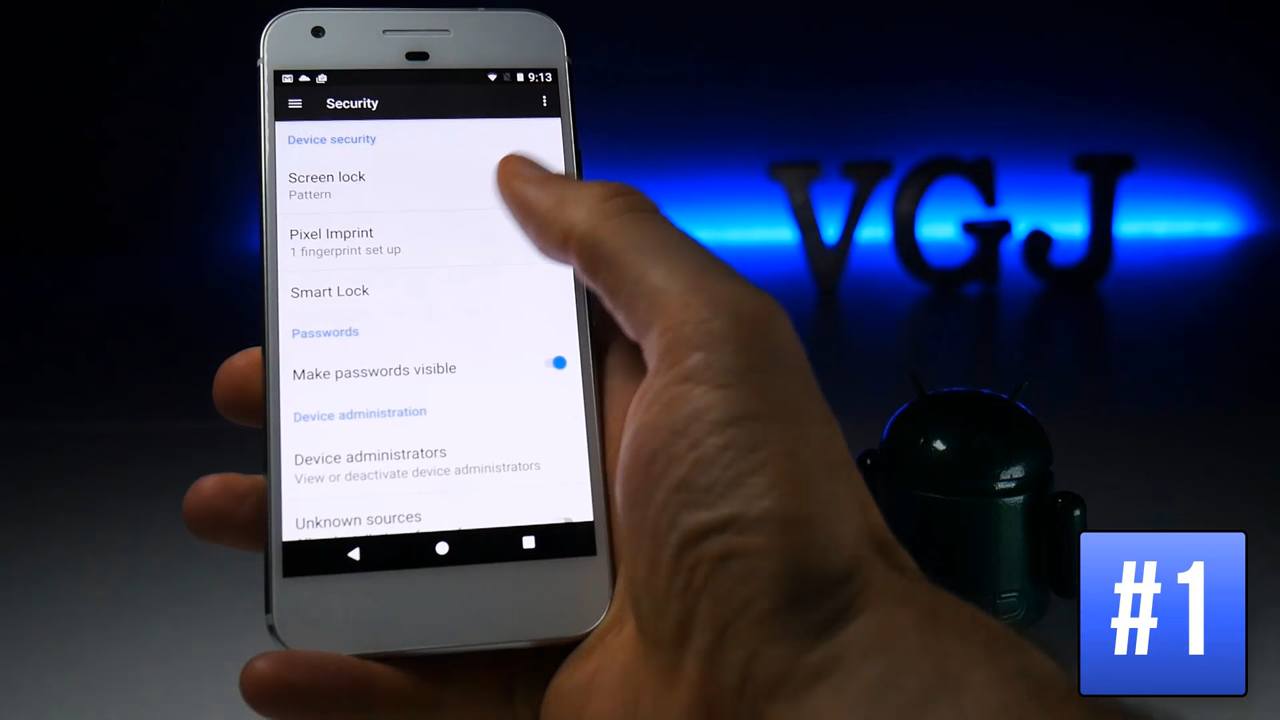 9:13
Security
Device security
Screen lock
Pattern
Pixel Imprint
1 fingerprint set up
Smart Lock
Passwords
Make passwords visible
Device administration
Device administrators
View or deactivate device administrators
Unknown sources
VGJ
#1